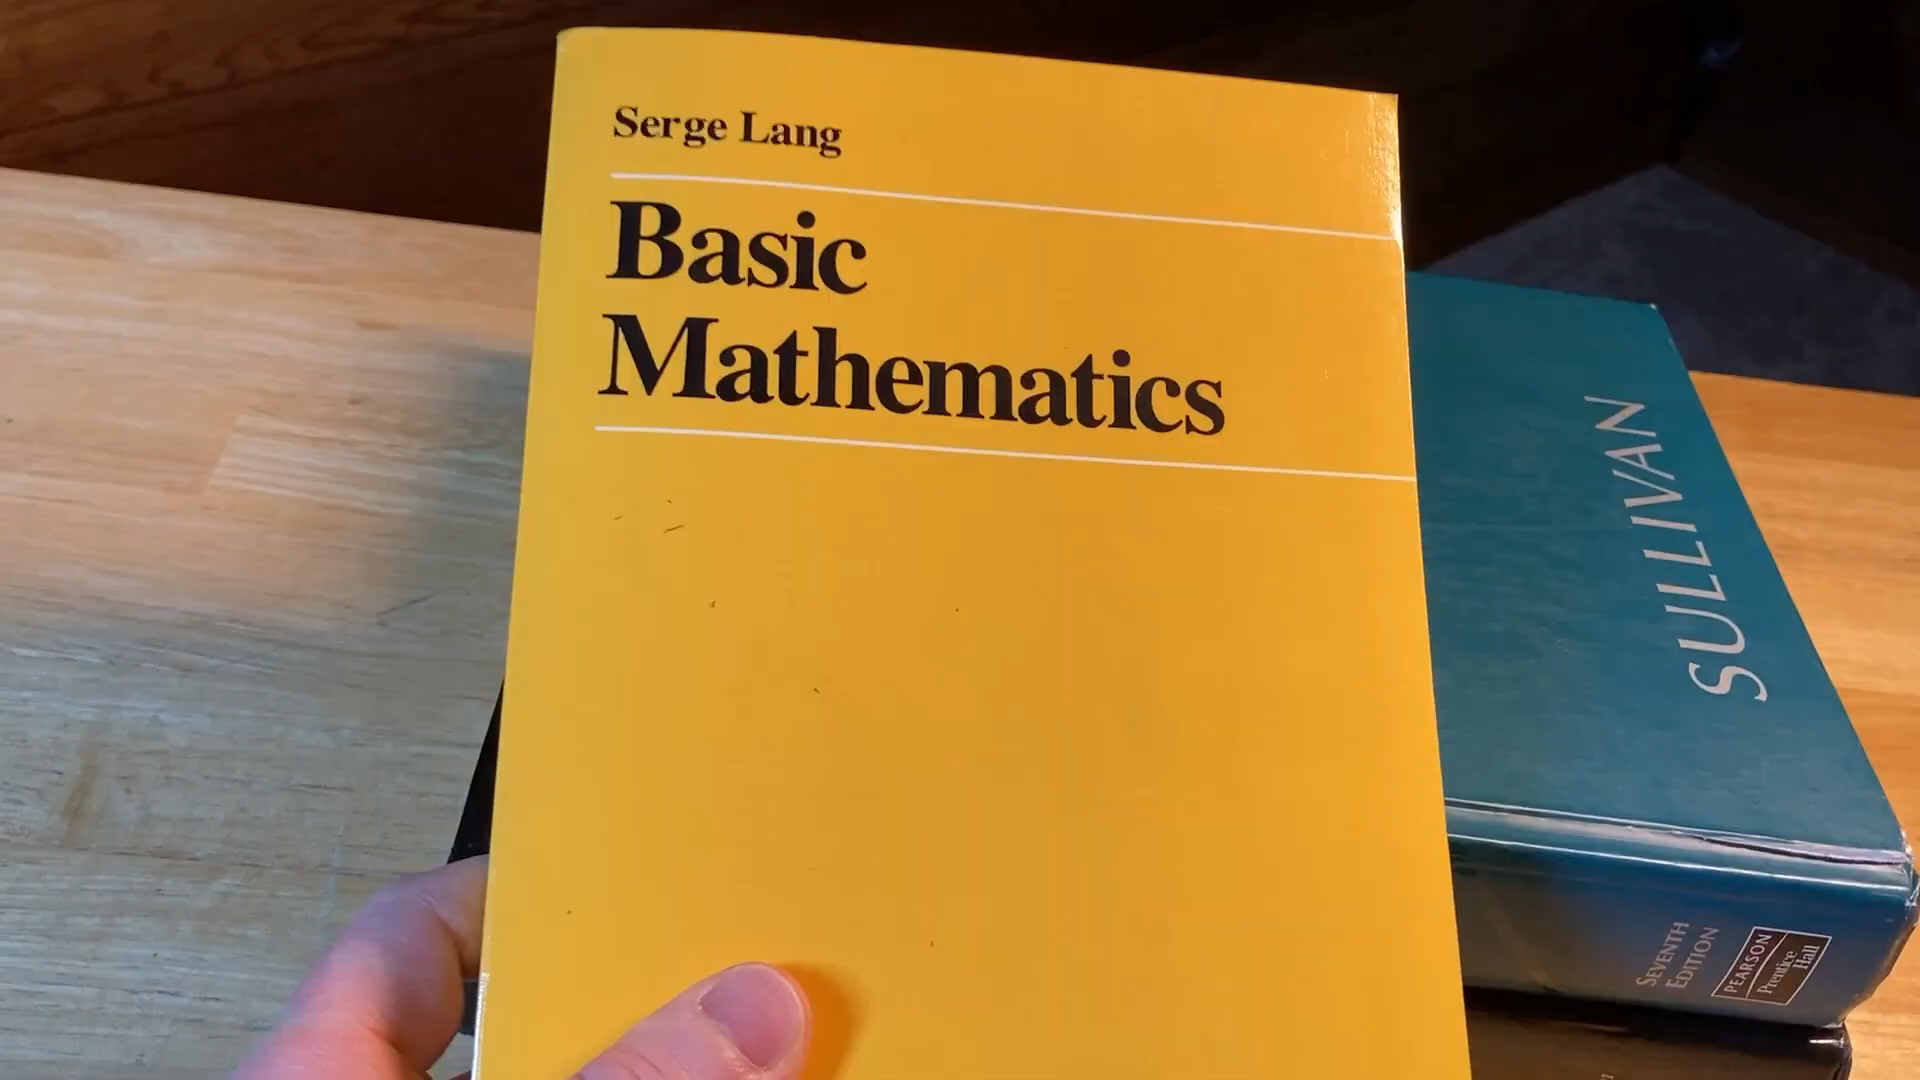 Serge Lang
Basic
Mathematics
SULLIVAN
SEVENTH
EDITION
PEARSON
Prentice
Hall